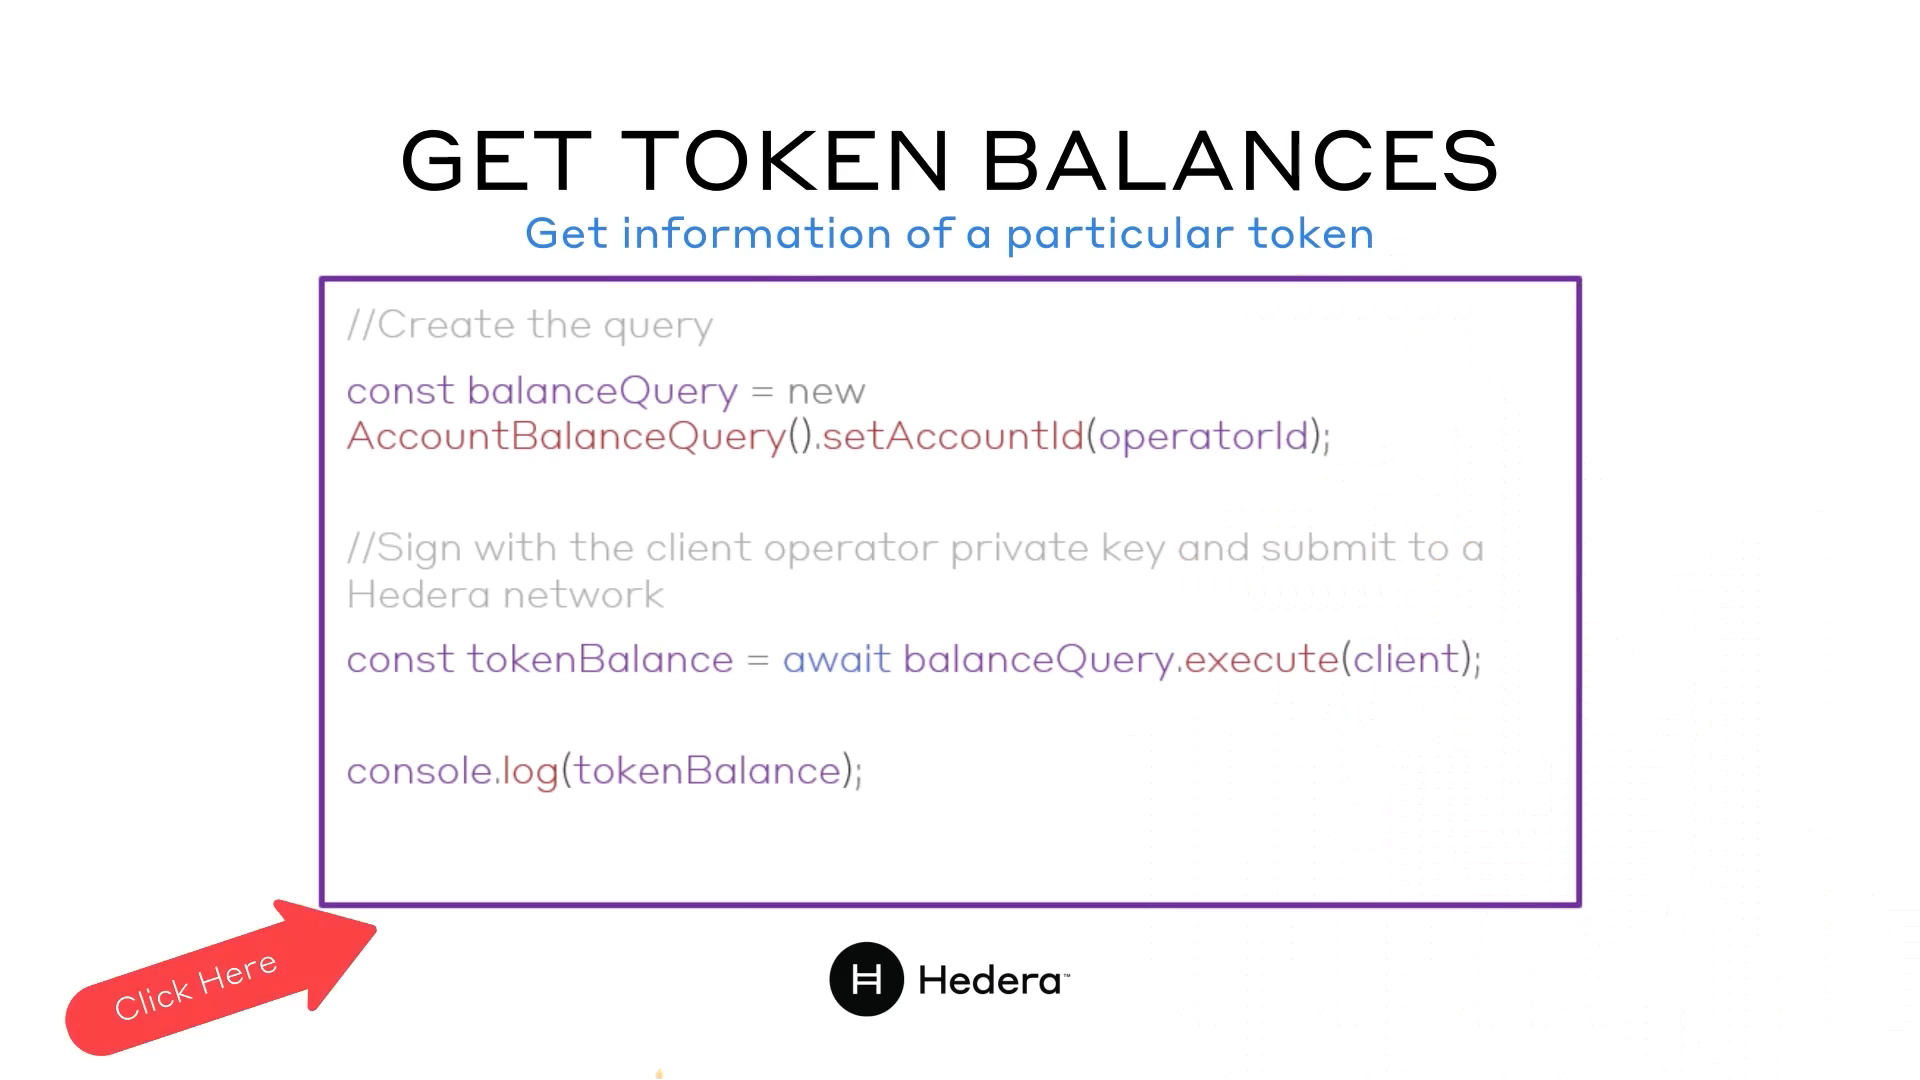 GET TOKEN BALANCES
Get information of a particular token
//Create the query
const balanceQuery = new
AccountBalanceQuery().setAccountId(operatorId);
//Sign with the client operator private key and submit to a
Hedera network
const tokenBalance = await balanceQuery.execute(client);
console.log(tokenBalance);
Click Here
Hedera™